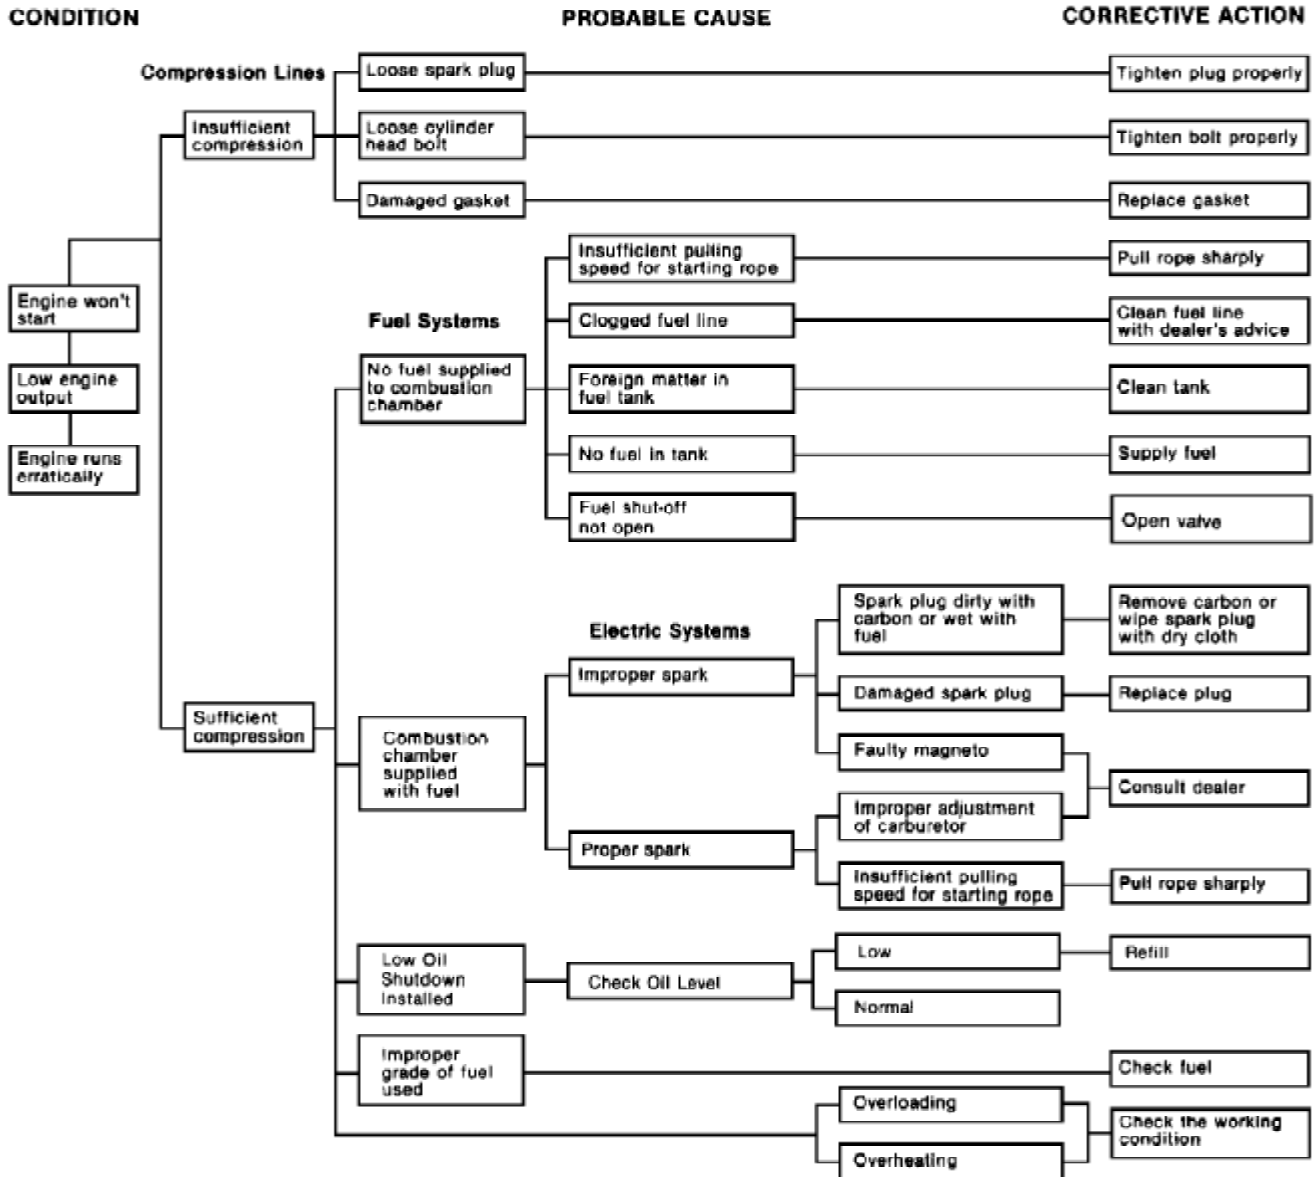 CONDITION
PROBABLE CAUSE
CORRECTIVE ACTION
Compression Lines
Loose spark plug
Tighten plug properly
Insufficient
compression
Loose cylinder
head bolt
Tighten bolt properly
Damaged gasket
Replace gasket
Engine won't
start
Low engine
output
Engine runs
erratically
Fuel Systems
No fuel supplied
to combustion
chamber
Insufficient pulling
speed for starting rope
Pull rope sharply
Clogged fuel line
Clean fuel line
with dealer's advice
Foreign matter in
fuel tank
Clean tank
No fuel in tank
Supply fuel
Fuel shut-off
not open
Open valve
Sufficient
compression
Combustion
chamber
supplied
with fuel
Electric Systems
Improper spark
Spark plug dirty with
carbon or wet with
fuel
Remove carbon or
wipe spark plug
with dry cloth
Damaged spark plug
Replace plug
Faulty magneto
Consult dealer
Proper spark
Improper adjustment
of carburetor
Insufficient pulling
speed for starting rope
Pull rope sharply
Low Oil
Shutdown
Installed
Check Oil Level
Low
Refill
Normal
Improper
grade of fuel
used
Check fuel
Overloading
Check the working
condition
Overheating